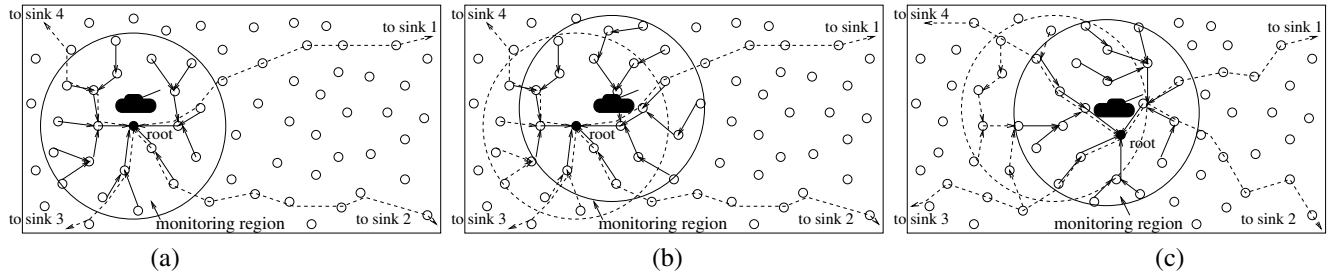 to sink 4
to sink 1
root
to sink 3
to sink 2
monitoring region
(a)
to sink 4
to sink 1
root
to sink 3
to sink 2
monitoring region
(b)
to sink 4
to sink 1
root
to sink 3
to sink 2
monitoring region
(c)